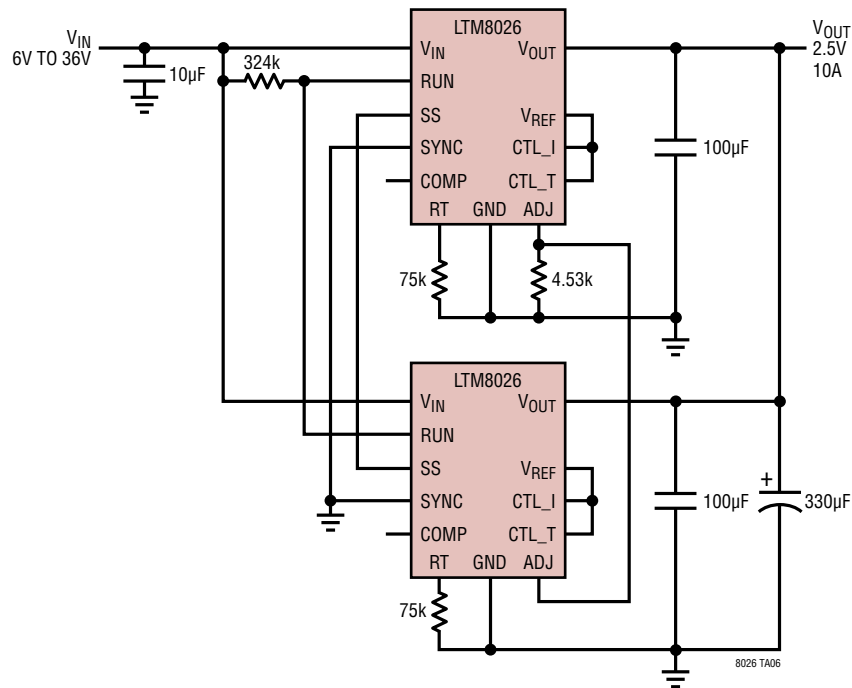 LTM8026
VIN
6V TO 36V
10µF
324k
VIN
RUN
SS
SYNC
COMP
RT
GND
ADJ
VOUT
VREF
CTL_I
CTL_T
VOUT
2.5V
10A
100µF
75k
4.53k
LTM8026
VIN
RUN
SS
SYNC
COMP
RT
GND
ADJ
VOUT
VREF
CTL_I
CTL_T
100µF
+
330µF
75k
8026 TA06